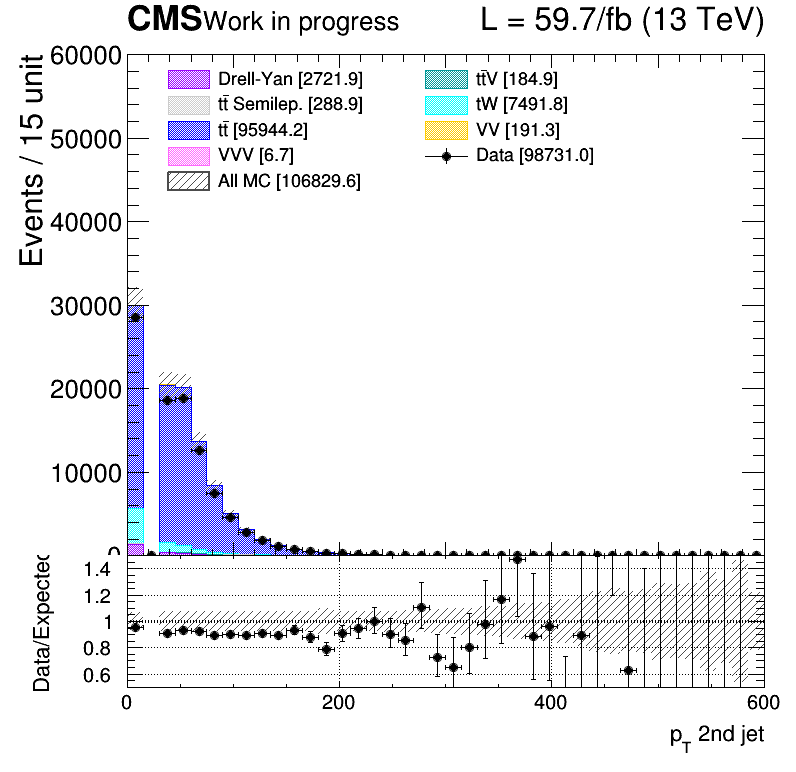 CMS Work in progress L = 59.7/fb (13 TeV)
Events / 15 unit
60000
50000
40000
30000
20000
10000
0
Drell-Yan [2721.9]
tt̄ Semilep. [288.9]
tt̄ [95944.2]
VVV [6.7]
All MC [106829.6]
tt̄V [184.9]
tW [7491.8]
VV [191.3]
Data [98731.0]
Data/Expected
1.4
1.2
1
0.8
0.6
0 200 400 600
p_T 2nd jet